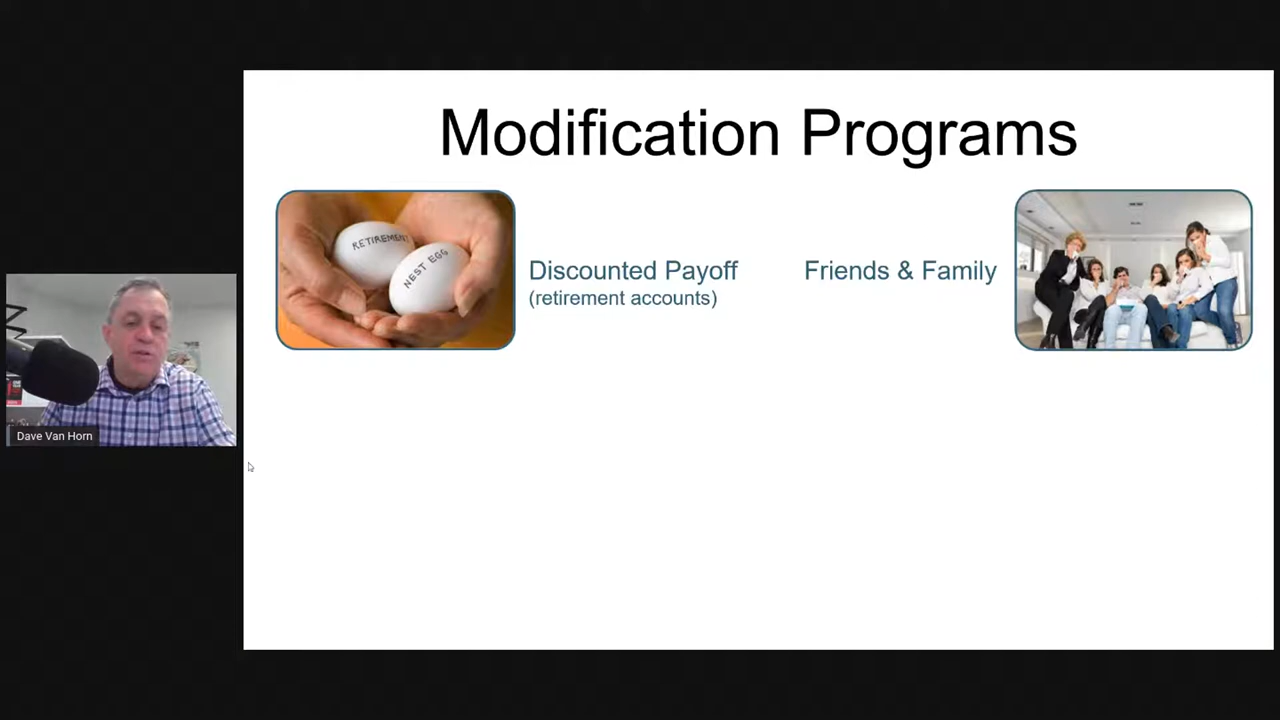 Modification Programs
RETIREMENT
NEST EGG
Discounted Payoff
(retirement accounts)
Friends & Family
Dave Van Horn